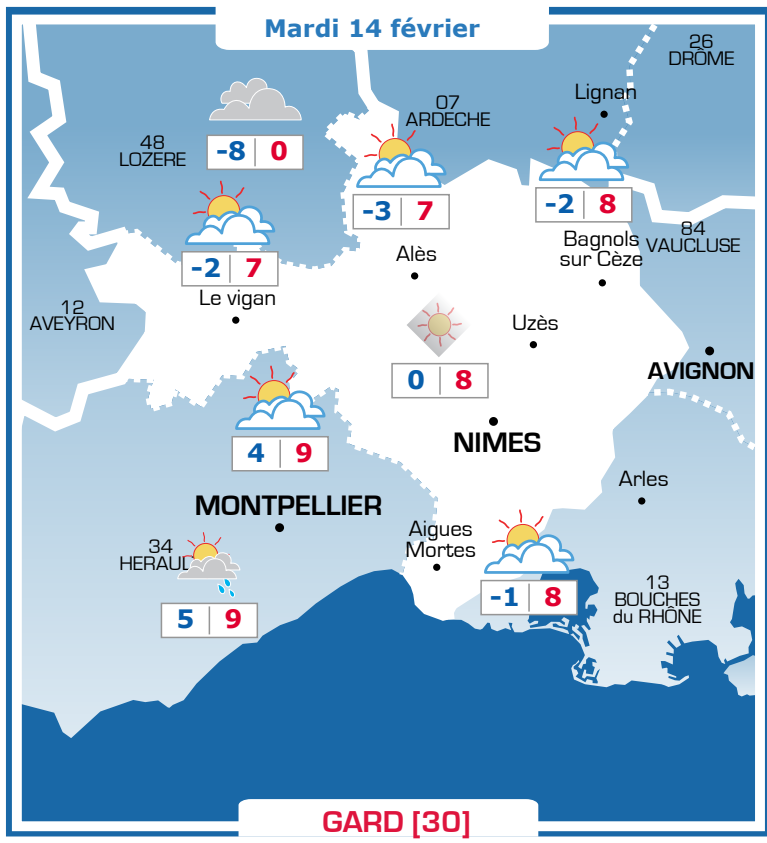 Mardi 14 février
26
DRÔME
Lignan
07
ARDECHE
48
LOZERE
-8 0
-3 7
-2 8
84
VAUCLUSE
Bagnols
sur Cèze
Alès
-2 7
Le vigan
12
AVEYRON
Uzès
AVIGNON
0 8
NIMES
4 9
Arles
MONTPELLIER
Aigues
Mortes
34
HERAUL
13
BOUCHES
du RHÔNE
-1 8
5 9
GARD [30]